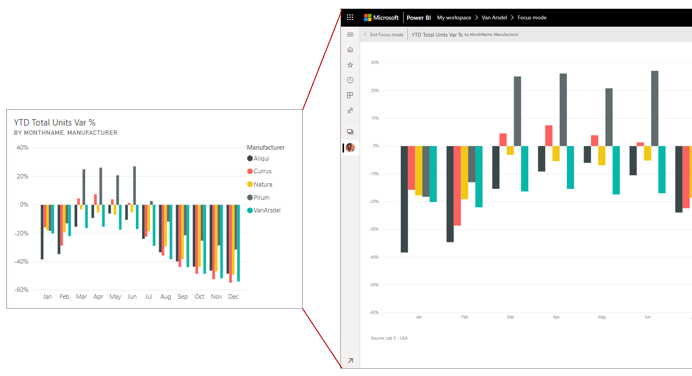 Microsoft Power BI My workspace > Van Arsdel > Focus mode
Exit Focus mode YTD Total Units Var % by MonthName, Manufacturer
30%
20%
10%
0%
-10%
-20%
-30%
-40%
-50%
-60%
Jan Feb Mar Apr May Jun
Source: Lab 5 - USA
YTD Total Units Var %
BY MONTHNAME, MANUFACTURER
Manufacturer
Aliqui
Currus
Natura
Pirum
VanArsdel
40%
20%
0%
-20%
-40%
-60%
Jan Feb Mar Apr May Jun Jul Aug Sep Oct Nov Dec